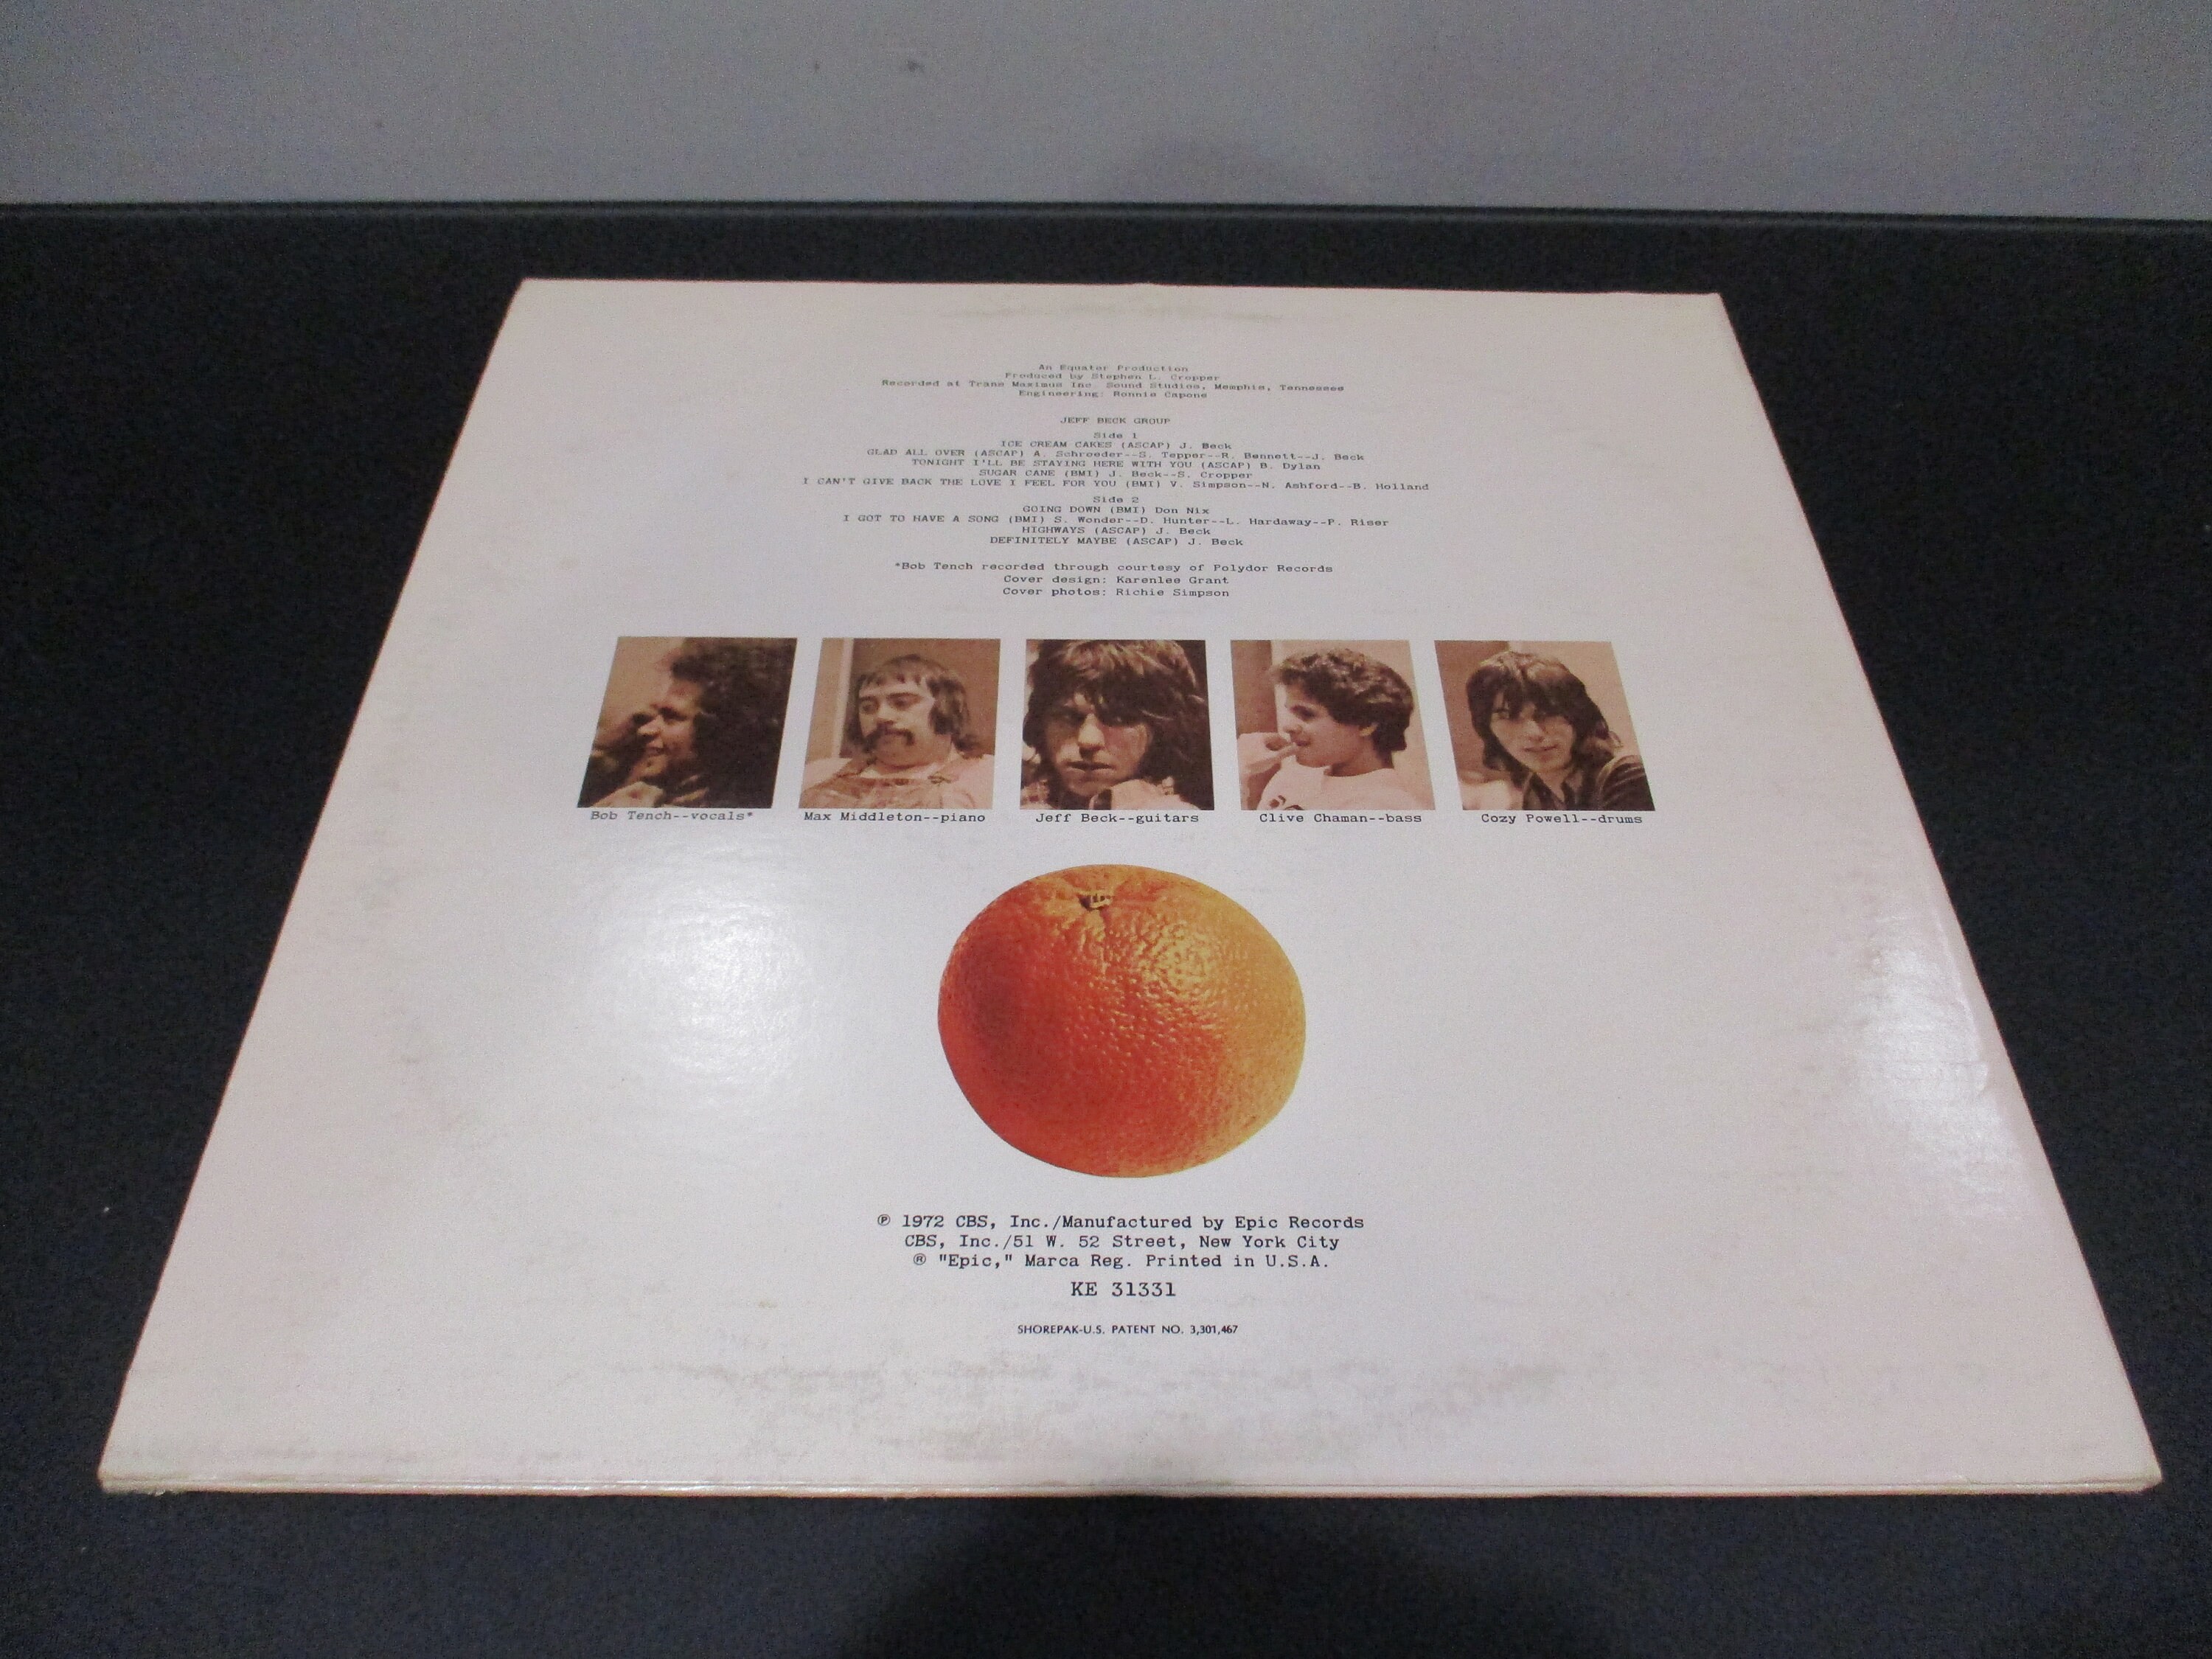 An Equator Production
Produced by Stephen L. Cropper
Recorded at Trans Maximus Inc. Sound Studios, Memphis, Tennessee
Engineering: Ronnie Capone
JEFF BECK GROUP
Side 1
ICE CREAM CAKES (ASCAP) J. Beck
GLAD ALL OVER (ASCAP) A. Schroeder--S. Tepper--R. Bennett--J. Beck
TONIGHT I'LL BE STAYING HERE WITH YOU (ASCAP) B. Dylan
SUGAR CANE (BMI) J. Beck--S. Cropper
I CAN'T GIVE BACK THE LOVE I FEEL FOR YOU (BMI) V. Simpson--N. Ashford--B. Holland
Side 2
GOING DOWN (BMI) Don Nix
I GOT TO HAVE A SONG (BMI) S. Wonder--D. Hunter--L. Hardaway--P. Riser
HIGHWAYS (ASCAP) J. Beck
DEFINITELY MAYBE (ASCAP) J. Beck
*Bob Tench recorded through courtesy of Polydor Records
Cover design: Karenlee Grant
Cover photos: Richie Simpson
Bob Tench--vocals*
Max Middleton--piano
Jeff Beck--guitars
Clive Chaman--bass
Cozy Powell--drums
℗ 1972 CBS, Inc./Manufactured by Epic Records
CBS, Inc./51 W. 52 Street, New York City
® "Epic," Marca Reg. Printed in U.S.A.
KE 31331
SHOREPAK-U.S. PATENT NO. 3,301,467